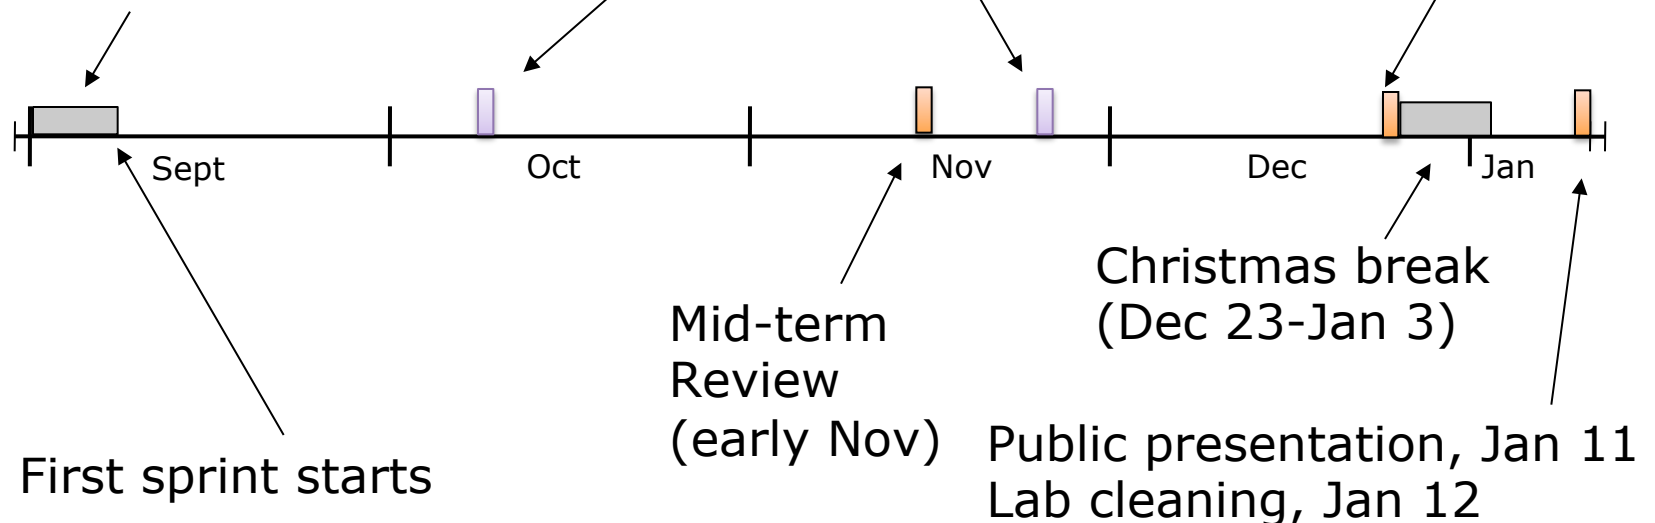 Sept
Oct
Nov
Dec
Jan
Christmas break
(Dec 23-Jan 3)
Mid-term
Review
(early Nov)
Public presentation, Jan 11
Lab cleaning, Jan 12
First sprint starts